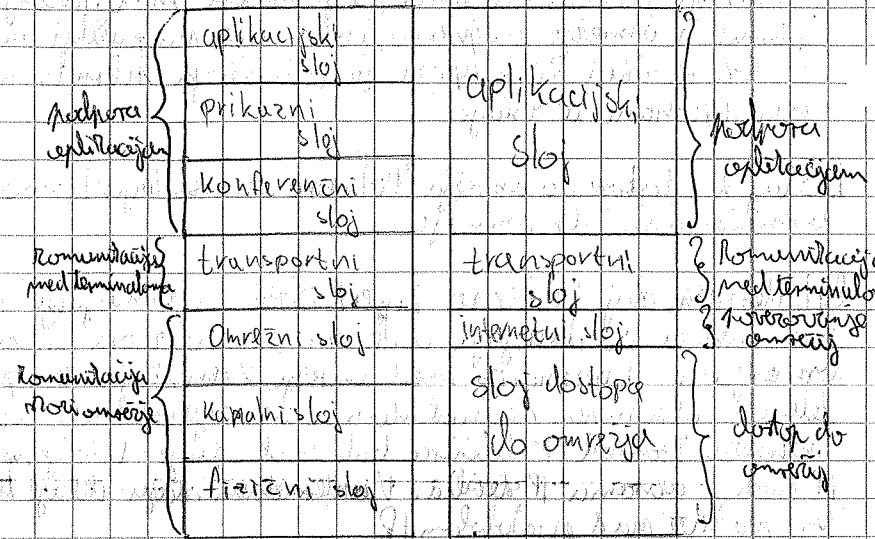 podpora
aplikacijam
aplikacijski
sloj
prikazni
sloj
konferenčni
sloj
komunikacija
med terminaloma
transportni
sloj
komunikacija
skozi omrežje
Omrežni sloj
Kanalni sloj
fizični sloj
aplikacijski
sloj
podpora
aplikacijam
transportni
sloj
Komunikacija
med terminalo
internetni sloj
povezovanje
omrežij
sloj dostopa
do omrežja
dostop do
omrežij